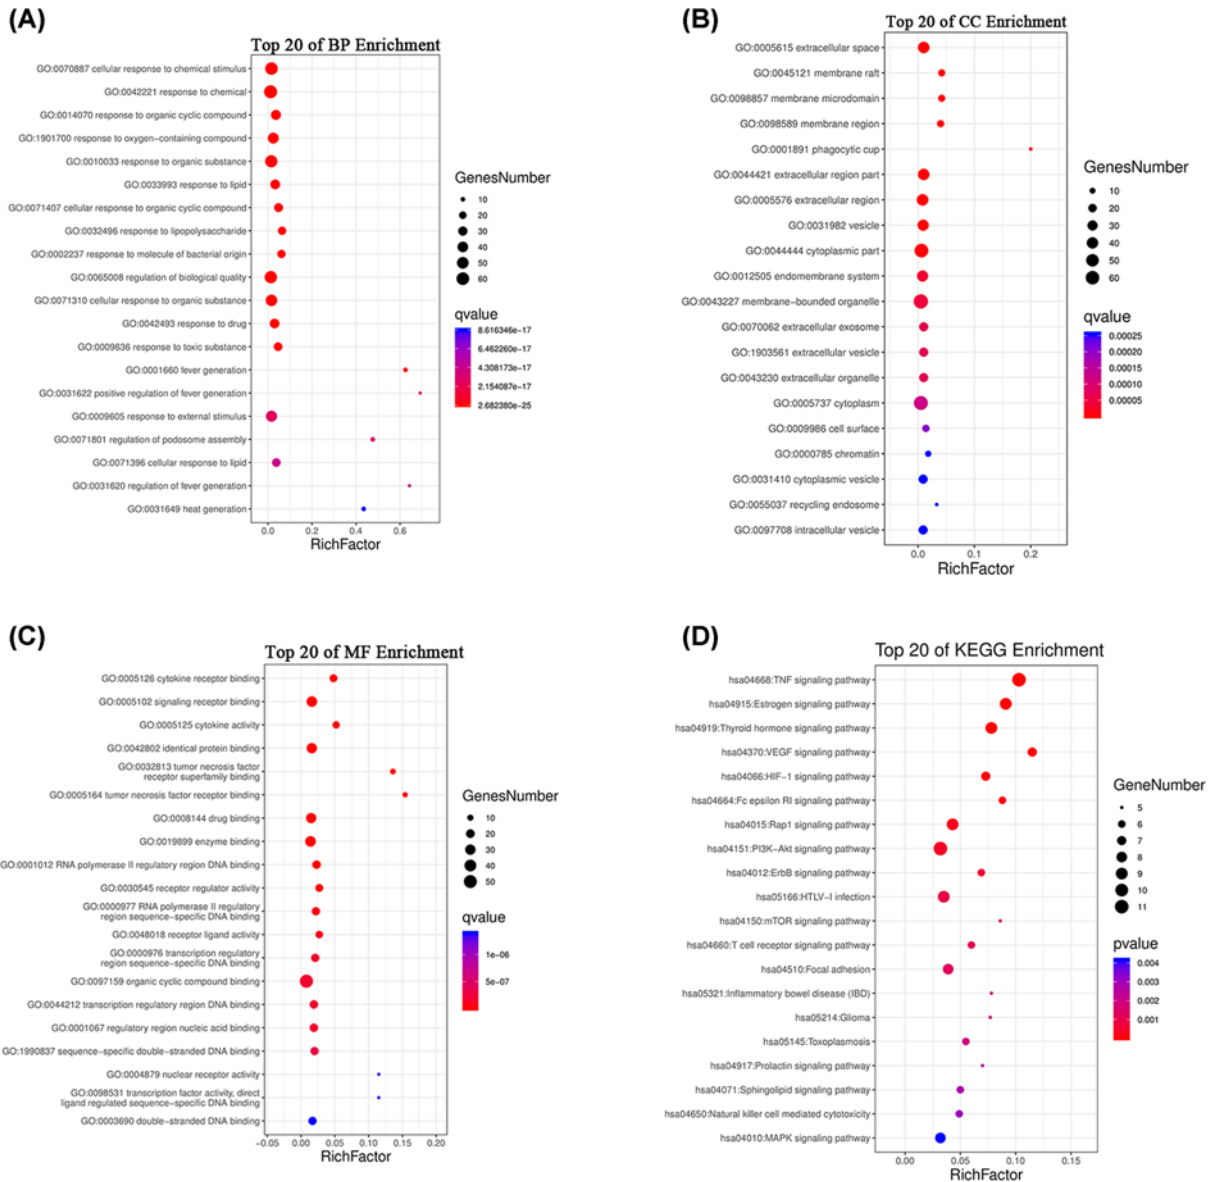 (A)
Top 20 of BP Enrichment
GO:0070887 cellular response to chemical stimulus
GO:0042221 response to chemical
GO:0014070 response to organic cyclic compound
GO:1901700 response to oxygen−containing compound
GO:0010033 response to organic substance
GO:0033993 response to lipid
GO:0071407 cellular response to organic cyclic compound
GO:0032496 response to lipopolysaccharide
GO:0002237 response to molecule of bacterial origin
GO:0065008 regulation of biological quality
GO:0071310 cellular response to organic substance
GO:0042493 response to drug
GO:0009636 response to toxic substance
GO:0001660 fever generation
GO:0031622 positive regulation of fever generation
GO:0009605 response to external stimulus
GO:0071801 regulation of podosome assembly
GO:0071396 cellular response to lipid
GO:0031620 regulation of fever generation
GO:0031649 heat generation
0.0 0.2 0.4 0.6
RichFactor
GenesNumber
10
20
30
40
50
60
qvalue
8.616346e−17
6.462260e−17
4.308173e−17
2.154087e−17
2.682380e−25
(B)
Top 20 of CC Enrichment
GO:0005615 extracellular space
GO:0045121 membrane raft
GO:0098857 membrane microdomain
GO:0098589 membrane region
GO:0001891 phagocytic cup
GO:0044421 extracellular region part
GO:0005576 extracellular region
GO:0031982 vesicle
GO:0044444 cytoplasmic part
GO:0012505 endomembrane system
GO:0043227 membrane−bounded organelle
GO:0070062 extracellular exosome
GO:1903561 extracellular vesicle
GO:0043230 extracellular organelle
GO:0005737 cytoplasm
GO:0009986 cell surface
GO:0000785 chromatin
GO:0031410 cytoplasmic vesicle
GO:0055037 recycling endosome
GO:0097708 intracellular vesicle
0.0 0.1 0.2
RichFactor
GenesNumber
10
20
30
40
50
60
qvalue
0.00025
0.00020
0.00015
0.00010
0.00005
(C)
Top 20 of MF Enrichment
GO:0005126 cytokine receptor binding
GO:0005102 signaling receptor binding
GO:0005125 cytokine activity
GO:0042802 identical protein binding
GO:0032813 tumor necrosis factor
receptor superfamily binding
GO:0005164 tumor necrosis factor receptor binding
GO:0008144 drug binding
GO:0019899 enzyme binding
GO:0001012 RNA polymerase II regulatory region DNA binding
GO:0030545 receptor regulator activity
GO:0000977 RNA polymerase II regulatory
region sequence−specific DNA binding
GO:0048018 receptor ligand activity
GO:0000976 transcription regulatory
region sequence−specific DNA binding
GO:0097159 organic cyclic compound binding
GO:0044212 transcription regulatory region DNA binding
GO:0001067 regulatory region nucleic acid binding
GO:1990837 sequence−specific double−stranded DNA binding
GO:0004879 nuclear receptor activity
GO:0098531 transcription factor activity, direct
ligand regulated sequence−specific DNA binding
GO:0003690 double−stranded DNA binding
−0.05 0.00 0.05 0.10 0.15 0.20
RichFactor
GenesNumber
10
20
30
40
50
qvalue
1e−06
5e−07
(D)
Top 20 of KEGG Enrichment
hsa04668:TNF signaling pathway
hsa04915:Estrogen signaling pathway
hsa04919:Thyroid hormone signaling pathway
hsa04370:VEGF signaling pathway
hsa04066:HIF−1 signaling pathway
hsa04664:Fc epsilon RI signaling pathway
hsa04015:Rap1 signaling pathway
hsa04151:PI3K−Akt signaling pathway
hsa04012:ErbB signaling pathway
hsa05166:HTLV−I infection
hsa04150:mTOR signaling pathway
hsa04660:T cell receptor signaling pathway
hsa04510:Focal adhesion
hsa05321:Inflammatory bowel disease (IBD)
hsa05214:Glioma
hsa05145:Toxoplasmosis
hsa04917:Prolactin signaling pathway
hsa04071:Sphingolipid signaling pathway
hsa04650:Natural killer cell mediated cytotoxicity
hsa04010:MAPK signaling pathway
0.00 0.05 0.10 0.15
RichFactor
GeneNumber
5
6
7
8
9
10
11
pvalue
0.004
0.003
0.002
0.001